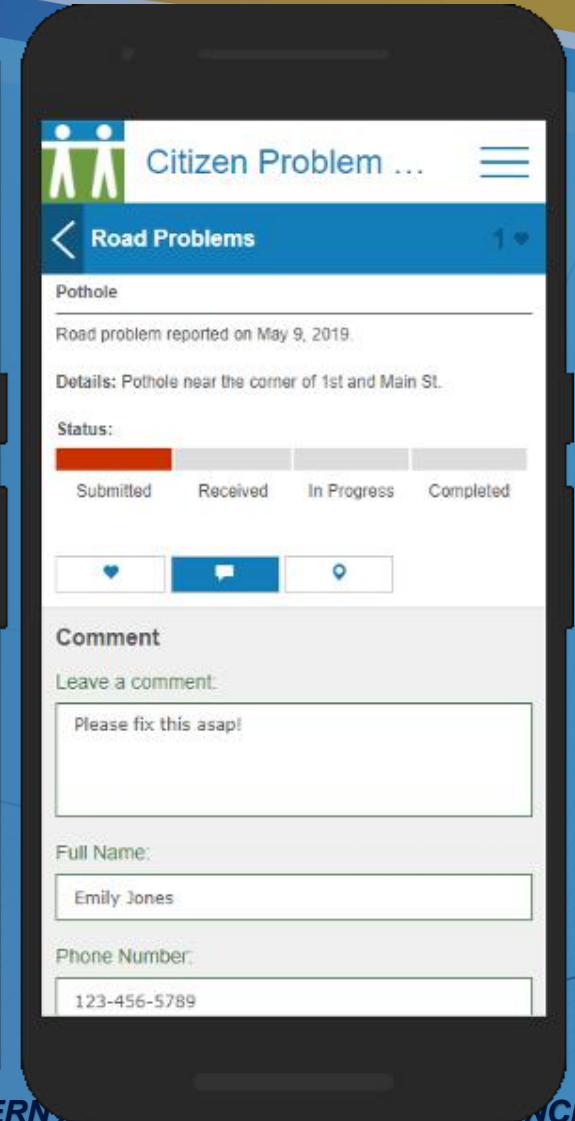 Citizen Problem ...
Road Problems 1
Pothole
Road problem reported on May 9, 2019.
Details: Pothole near the corner of 1st and Main St.
Status:
Submitted Received In Progress Completed
Comment
Leave a comment:
Please fix this asap!
Full Name:
Emily Jones
Phone Number:
123-456-5789